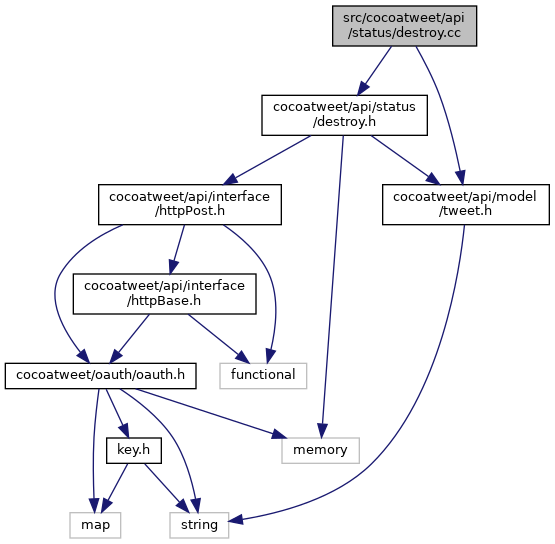 src/cocoatweet/api
/status/destroy.cc
cocoatweet/api/status
/destroy.h
cocoatweet/api/interface
/httpPost.h
cocoatweet/api/model
/tweet.h
cocoatweet/api/interface
/httpBase.h
cocoatweet/oauth/oauth.h
functional
key.h
memory
map
string